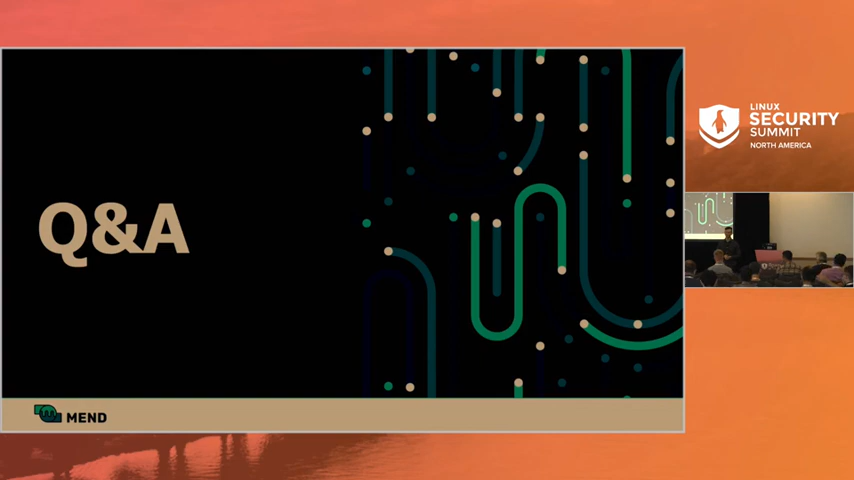 Q&A
MEND
LINUX
SECURITY
SUMMIT
NORTH AMERICA